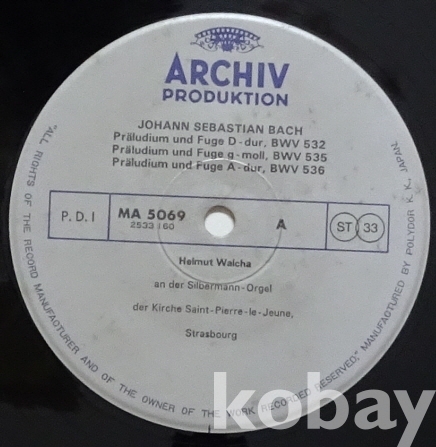 ARCHIV
PRODUKTION
JOHANN SEBASTIAN BACH
Präludium und Fuge D-dur, BWV 532
Präludium und Fuge g-moll, BWV 535
Präludium und Fuge A-dur, BWV 536
P.D.I
MA 5069
2533 160
A
ST 33
Helmut Walcha
an der Silbermann-Orgel
der Kirche Saint-Pierre-le-Jeune,
Strasbourg
"ALL RIGHTS OF THE RECORD MANUFACTURER AND OF THE OWNER OF THE WORK RECORDED RESERVED," MANUFACTURED BY POLYDOR K. K., JAPAN.
kobay